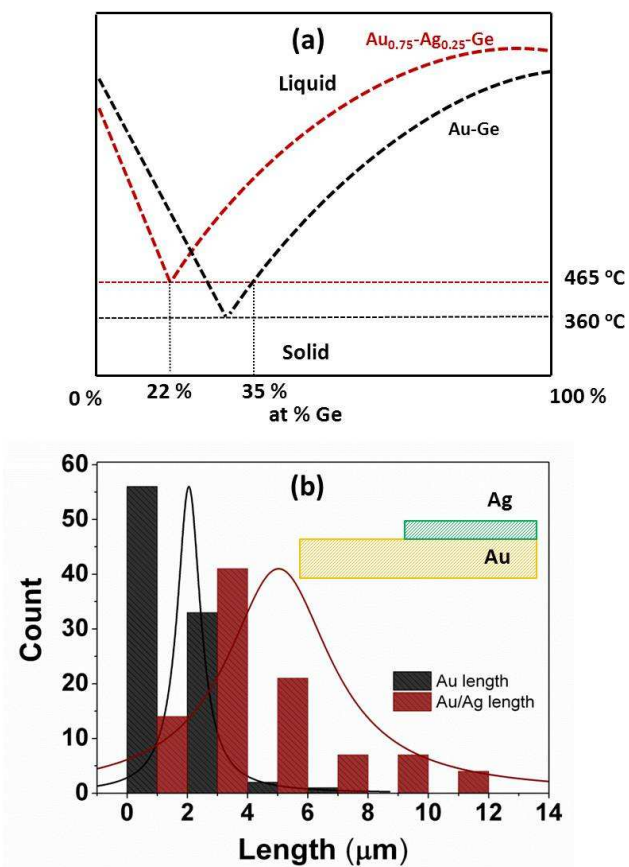 (a)
Au0.75-Ag0.25-Ge
Liquid
Au-Ge
465 °C
360 °C
Solid
0 %
22 %
35 %
100 %
at % Ge
(b)
60
50
40
30
20
10
0
Count
Ag
Au
Au length
Au/Ag length
0 2 4 6 8 10 12 14
Length (μm)